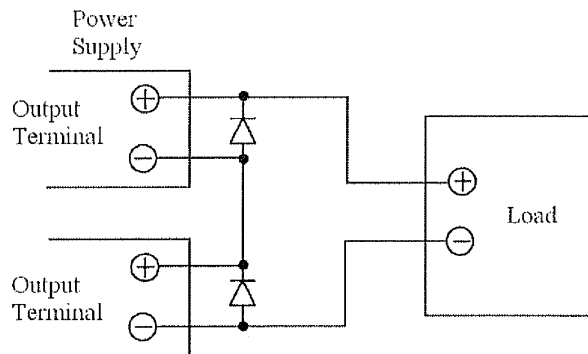 Power
Supply
+
Output
Terminal
−
+
Load
−
+
Output
Terminal
−